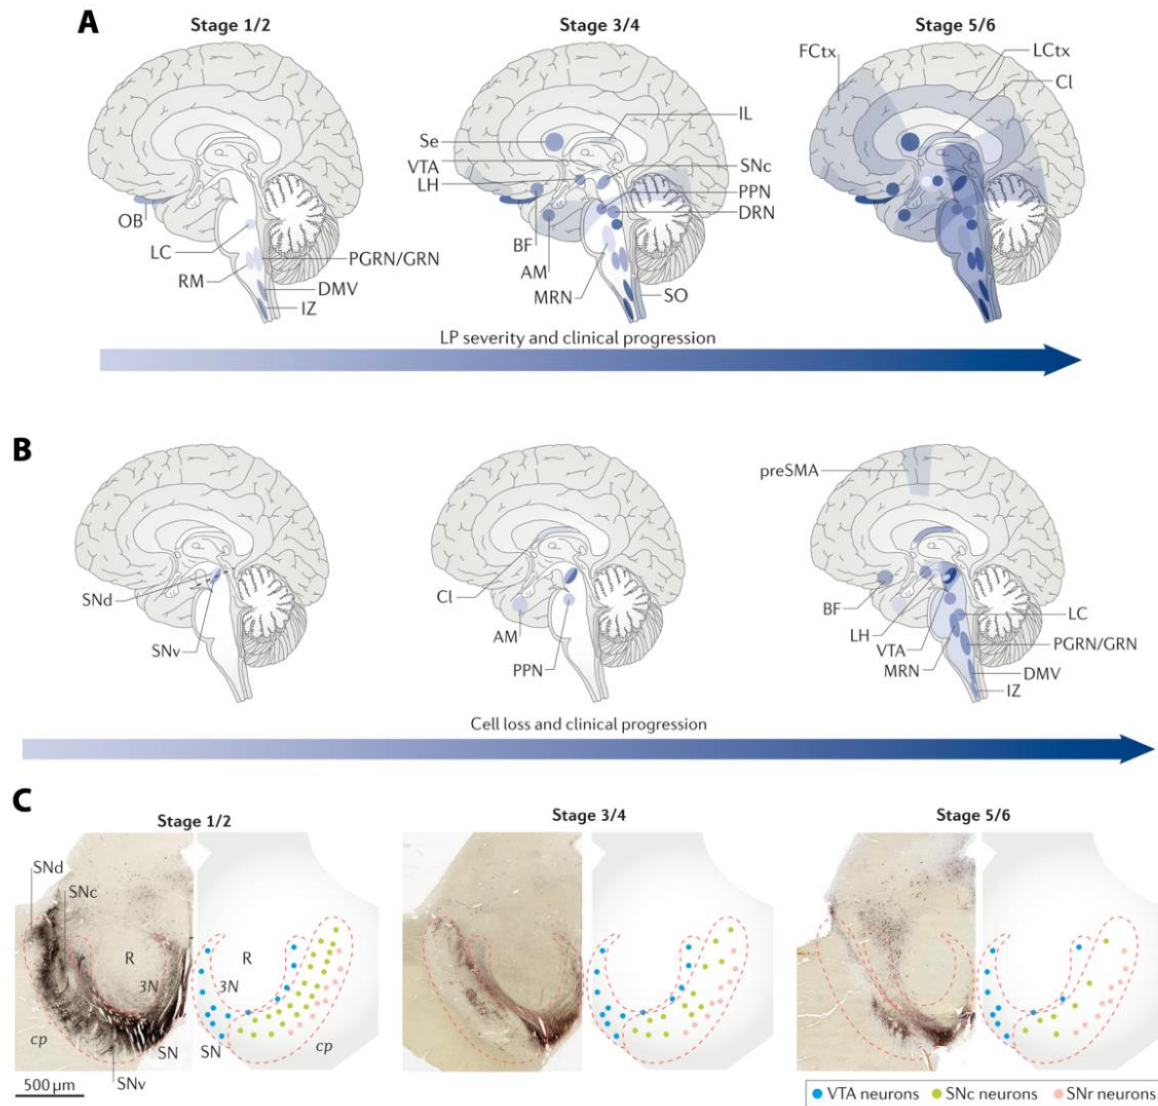 A
Stage 1/2
Stage 3/4
Stage 5/6
OB
LC
RM
PGRN/GRN
DMV
IZ
Se
VTA
LH
BF
AM
MRN
IL
SNc
PPN
DRN
SO
FCtx
LCtx
Cl
LP severity and clinical progression
B
SNd
SNv
Cl
AM
PPN
preSMA
BF
LH
VTA
MRN
LC
PGRN/GRN
DMV
IZ
Cell loss and clinical progression
C
Stage 1/2
Stage 3/4
Stage 5/6
SNd
SNc
R
3N
cp
SN
SNv
500 µm
R
3N
SN
cp
VTA neurons SNc neurons SNr neurons